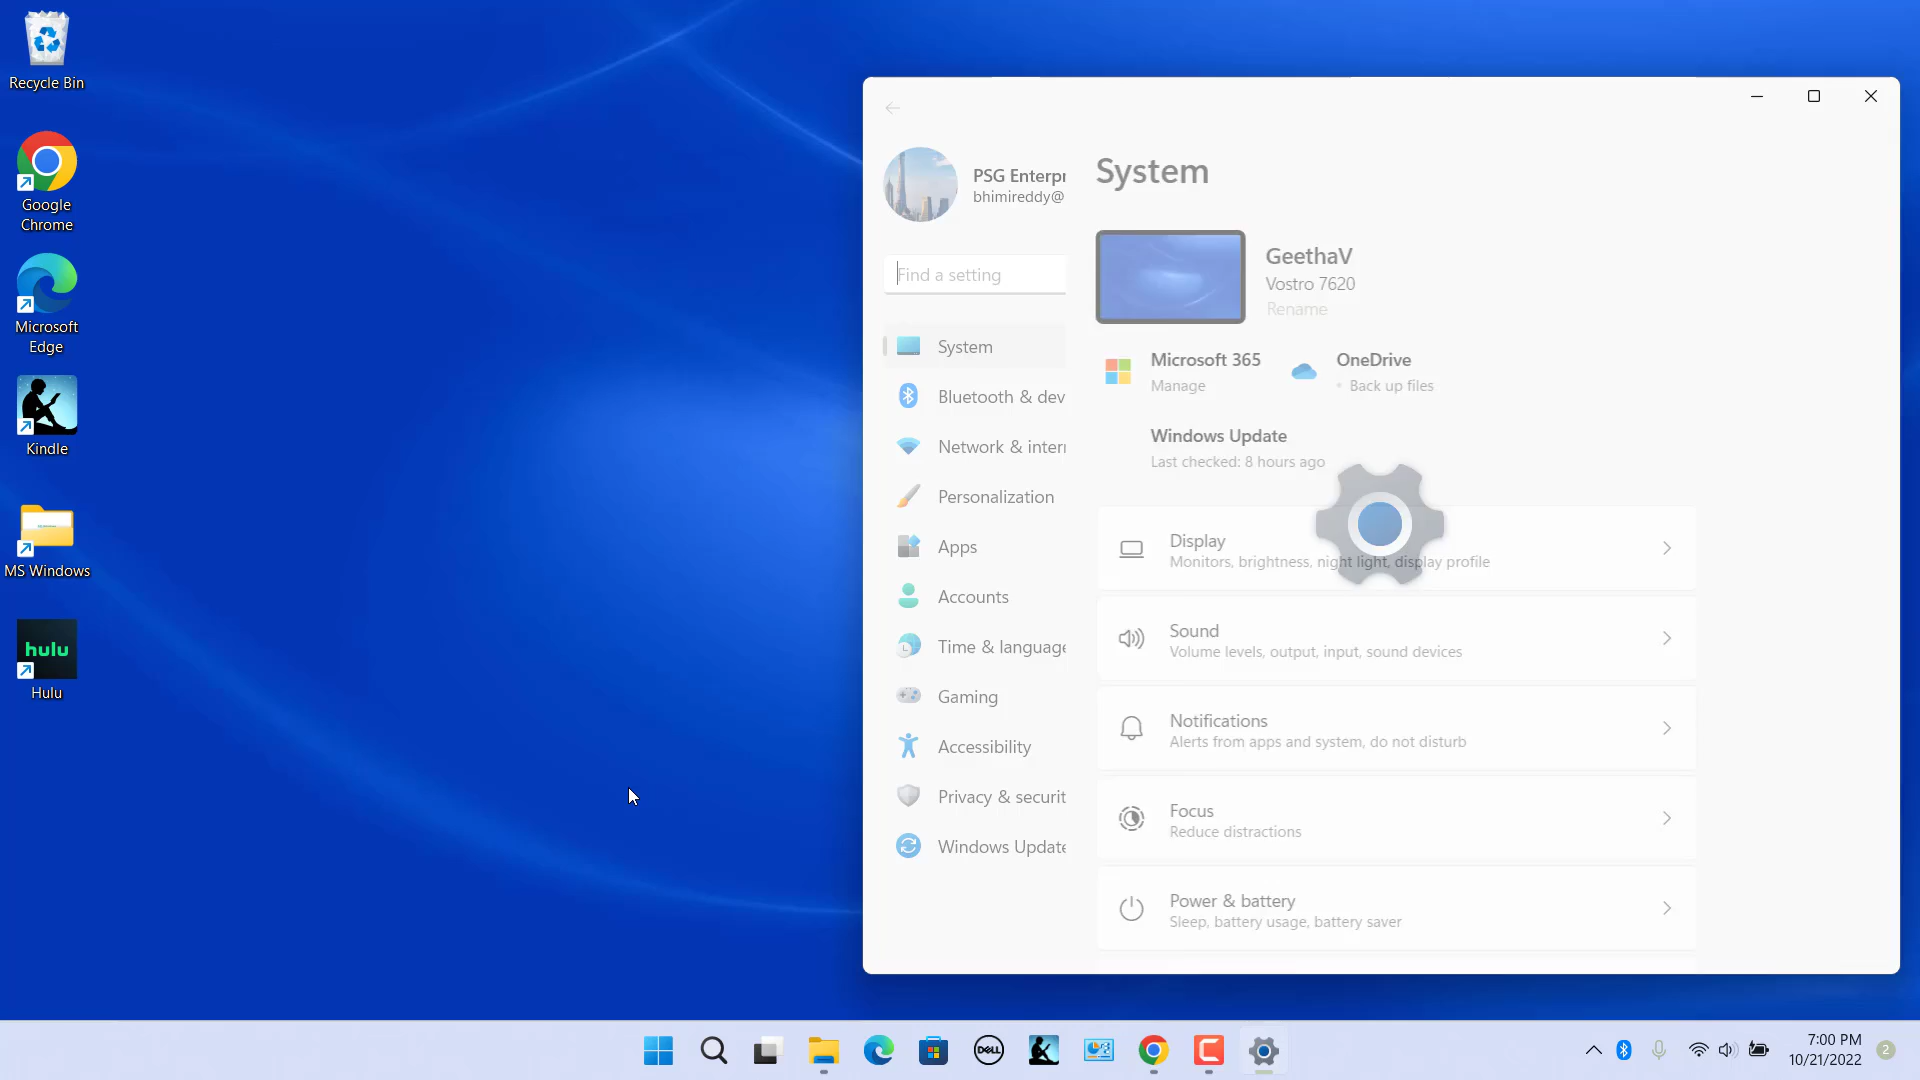 Recycle Bin
Google
Chrome
Microsoft
Edge
Kindle
MS Windows
hulu
Hulu
PSG Enterpr
bhimireddy@
Find a setting
System
Bluetooth & dev
Network & inter
Personalization
Apps
Accounts
Time & language
Gaming
Accessibility
Privacy & securit
Windows Update
System
GeethaV
Vostro 7620
Rename
Microsoft 365
Manage
OneDrive
• Back up files
Windows Update
Last checked: 8 hours ago
Display
Monitors, brightness, night light, display profile
Sound
Volume levels, output, input, sound devices
Notifications
Alerts from apps and system, do not disturb
Focus
Reduce distractions
Power & battery
Sleep, battery usage, battery saver
DELL
7:00 PM
10/21/2022
2